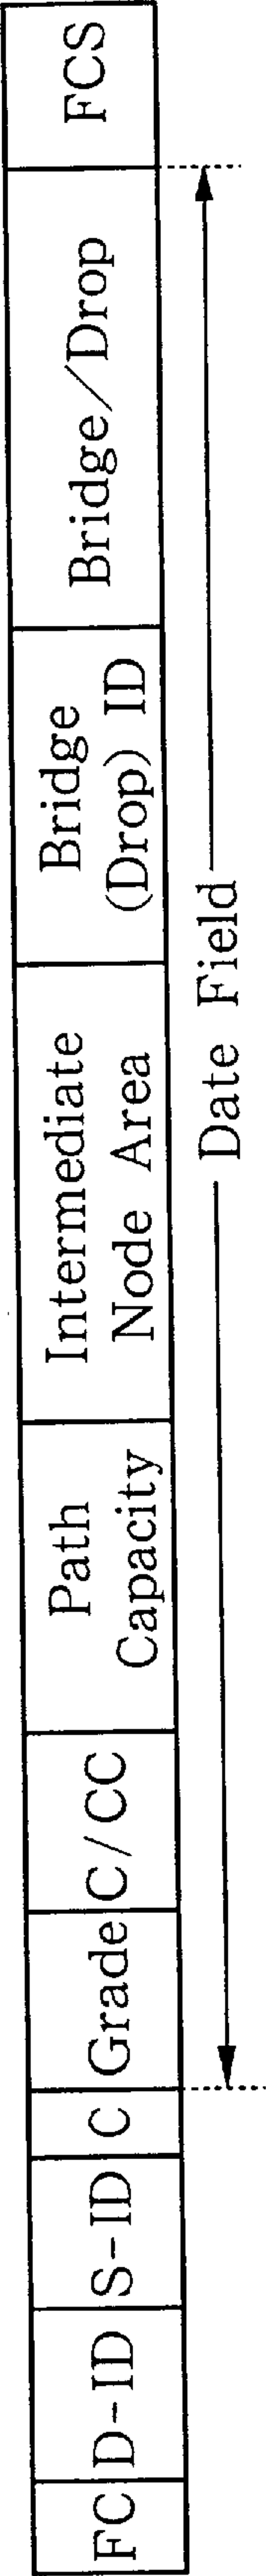 FC
D-ID
S-ID
C
Grade
C/CC
Path
Capacity
Intermediate
Node Area
Bridge
(Drop) ID
Bridge/Drop
FCS
Date Field